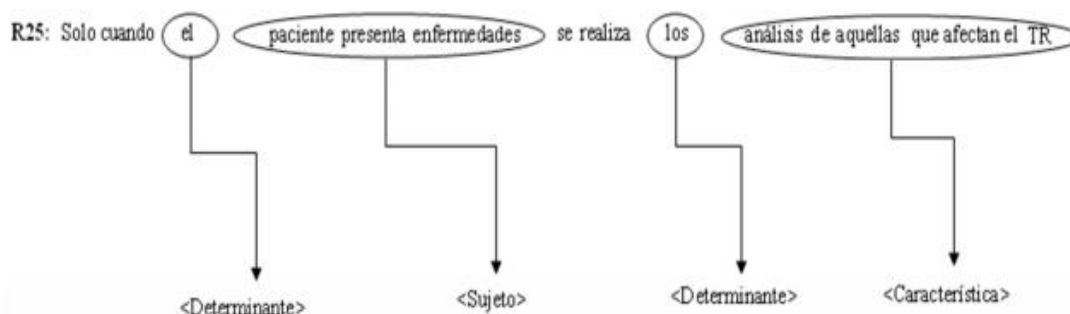 R25: Solo cuando el paciente presenta enfermedades se realiza los análisis de aquellas que afectan el TR
<Determinante> <Sujeto> <Determinante> <Característica>